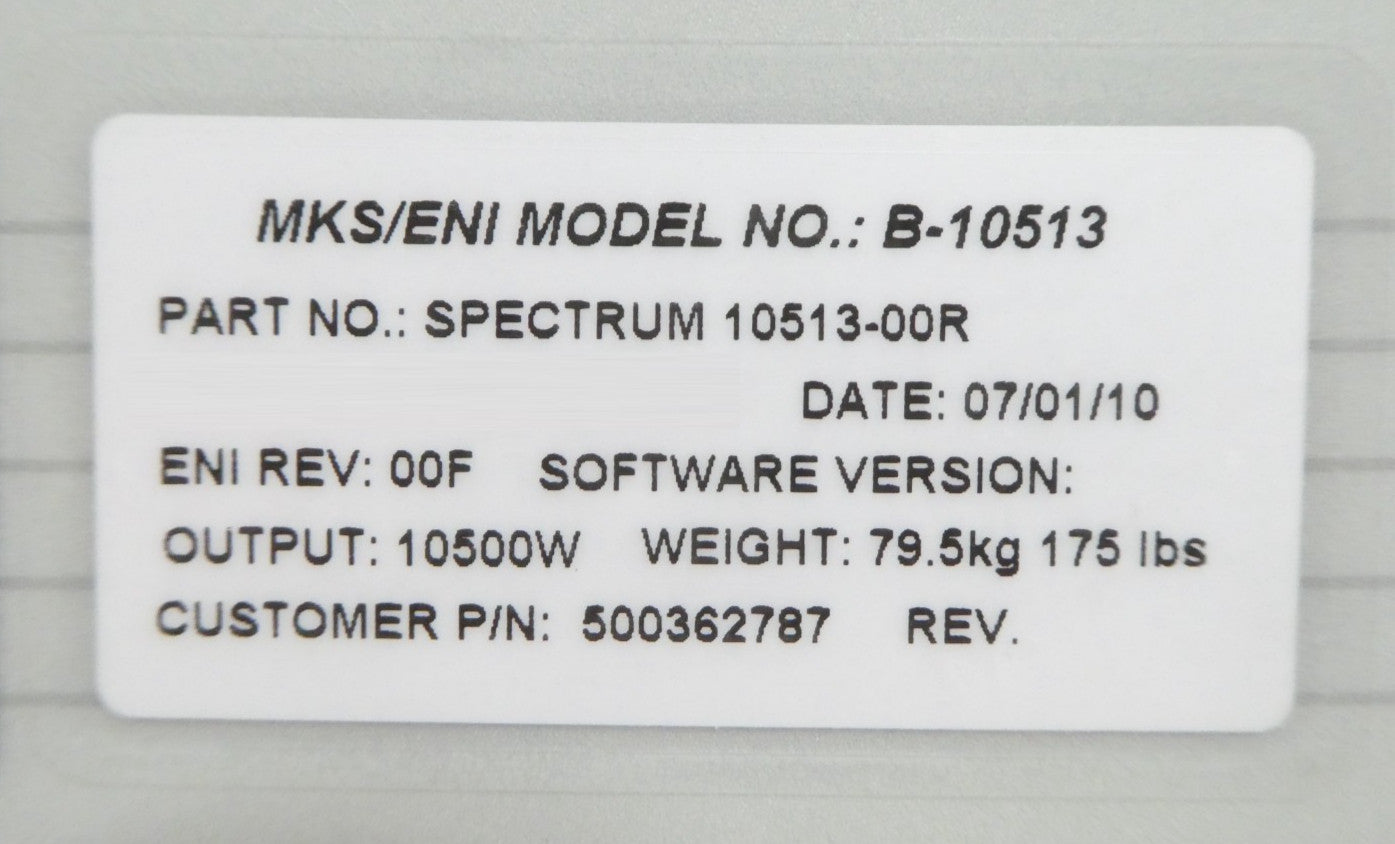 MKS/ENI MODEL NO.: B-10513
PART NO.: SPECTRUM 10513-00R
DATE: 07/01/10
ENI REV: 00F SOFTWARE VERSION:
OUTPUT: 10500W WEIGHT: 79.5kg 175 lbs
CUSTOMER P/N: 500362787 REV.